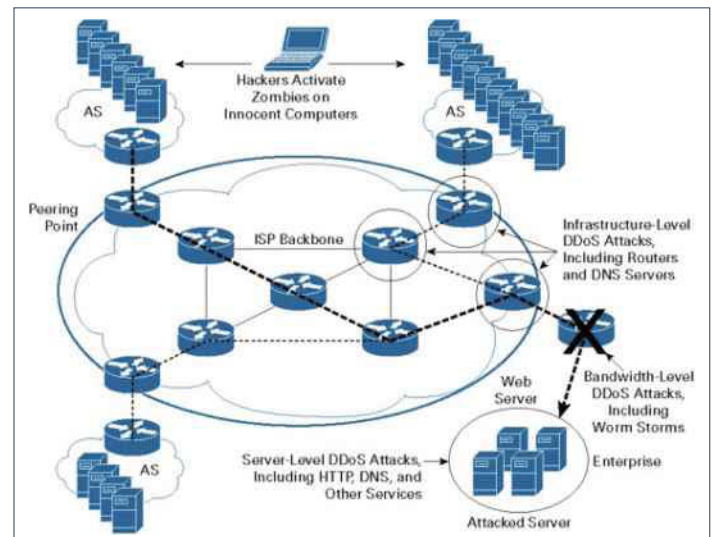 AS
Hackers Activate
Zombies on
Innocent Computers
AS
Peering
Point
ISP Backbone
Infrastructure-Level
DDoS Attacks,
Including Routers
and DNS Servers
X
Bandwidth-Level
DDoS Attacks,
Including
Worm Storms
Web
Server
Server-Level DDoS Attacks,
Including HTTP, DNS, and
Other Services
Enterprise
AS
Attacked Server